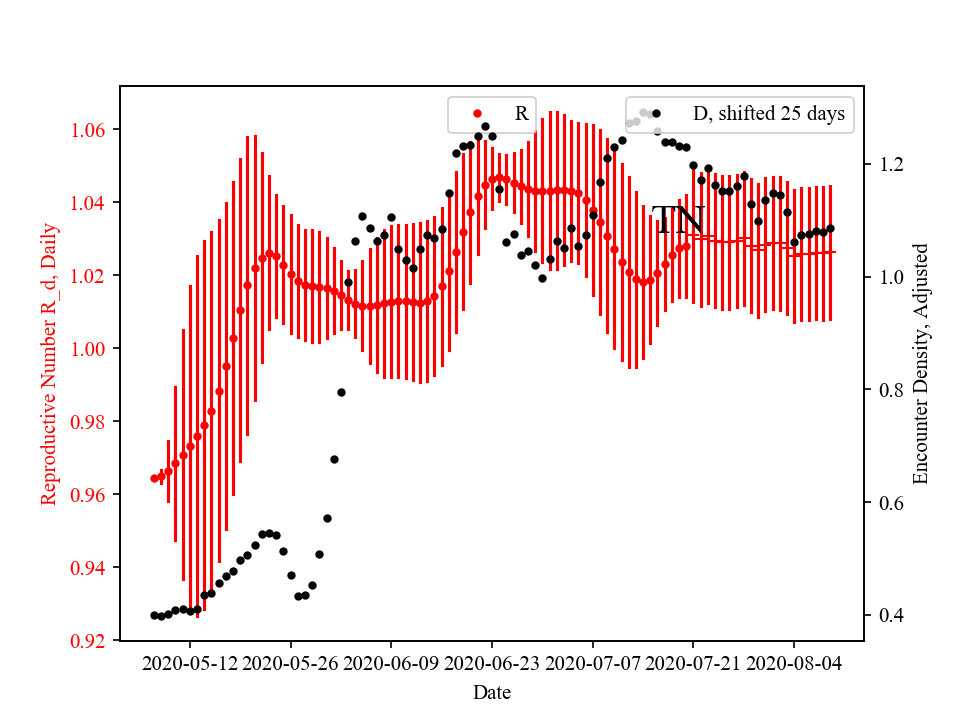 R
D, shifted 25 days
TN
Reproductive Number R_d, Daily
1.06
1.04
1.02
1.00
0.98
0.96
0.94
0.92
1.2
1.0
0.8
0.6
0.4
Encounter Density, Adjusted
2020-05-12 2020-05-26 2020-06-09 2020-06-23 2020-07-07 2020-07-21 2020-08-04
Date